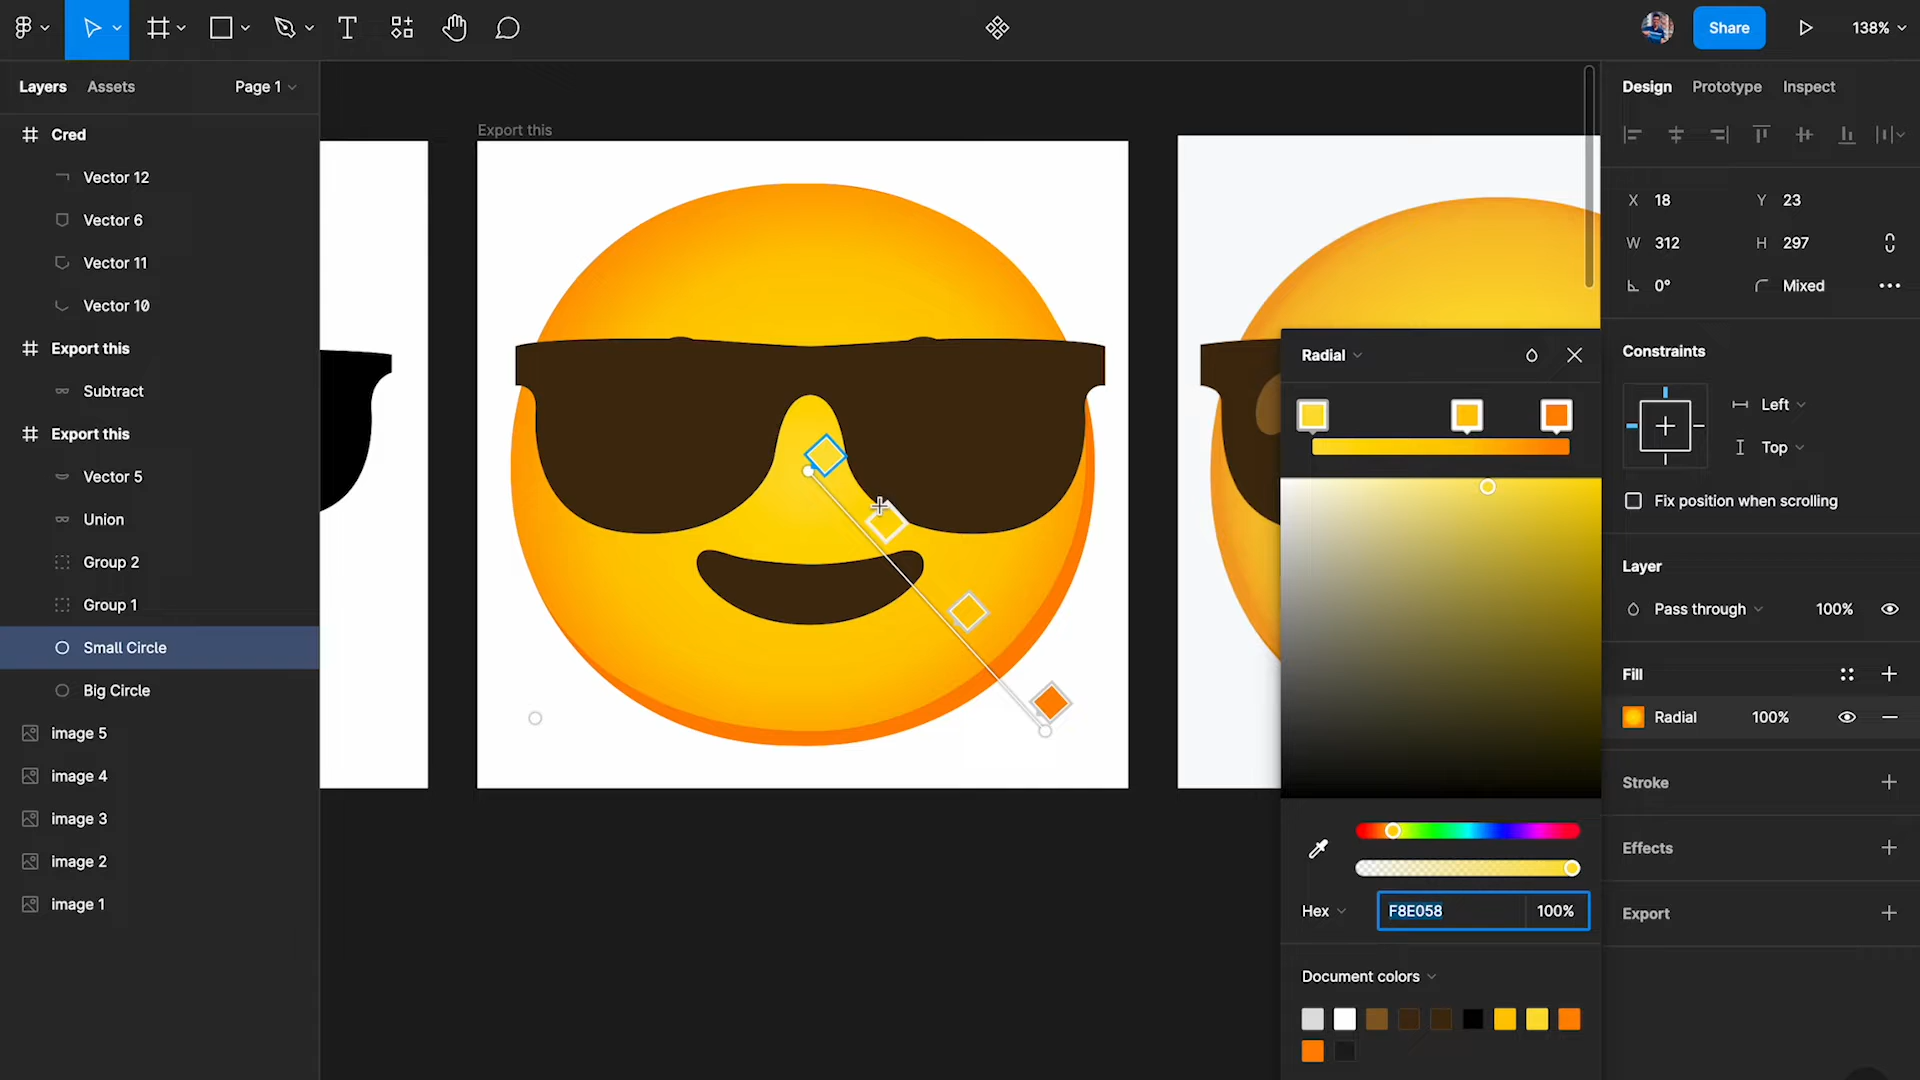 Share
138%
Layers
Assets
Page 1
Cred
Vector 12
Vector 6
Vector 11
Vector 10
Export this
Subtract
Export this
Vector 5
Union
Group 2
Group 1
Small Circle
Big Circle
image 5
image 4
image 3
image 2
image 1
Export this
Radial
Hex
F8E058
100%
Document colors
Design
Prototype
Inspect
X 18
Y 23
W 312
H 297
0°
Mixed
Constraints
Left
Top
Fix position when scrolling
Layer
Pass through
100%
Fill
Radial
100%
Stroke
Effects
Export